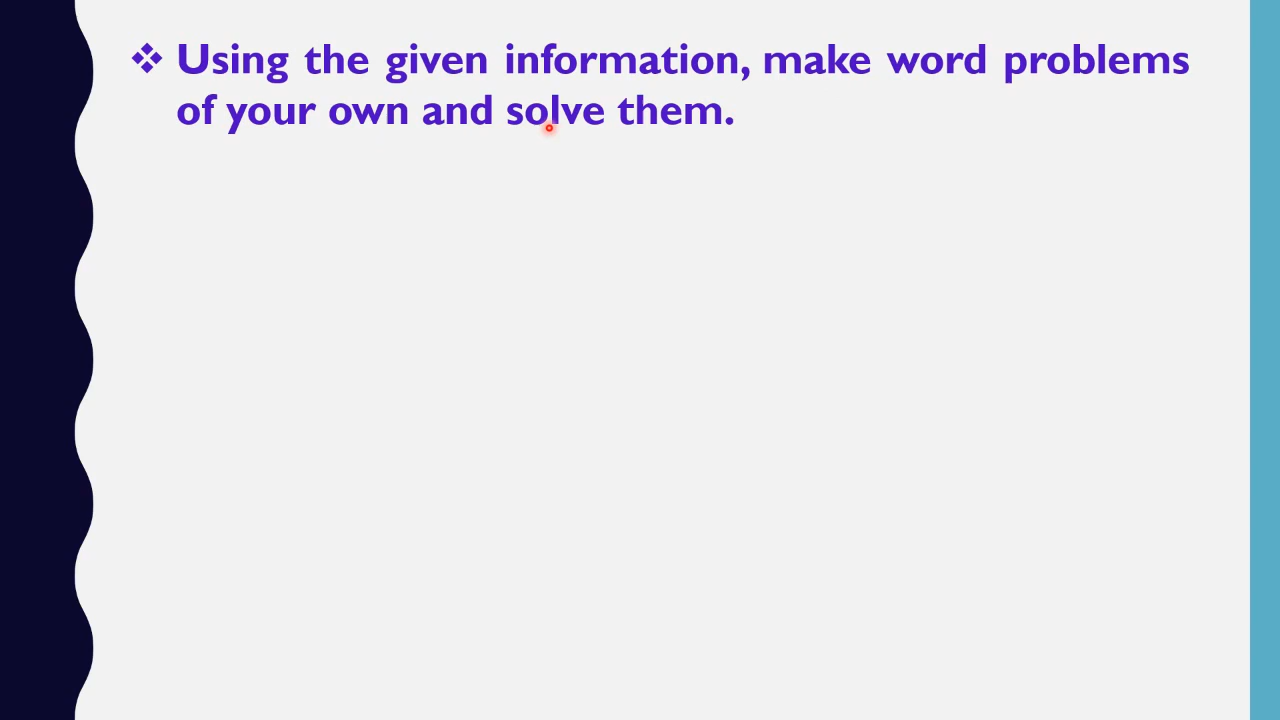 ❖ Using the given information, make word problems
of your own and solve them.